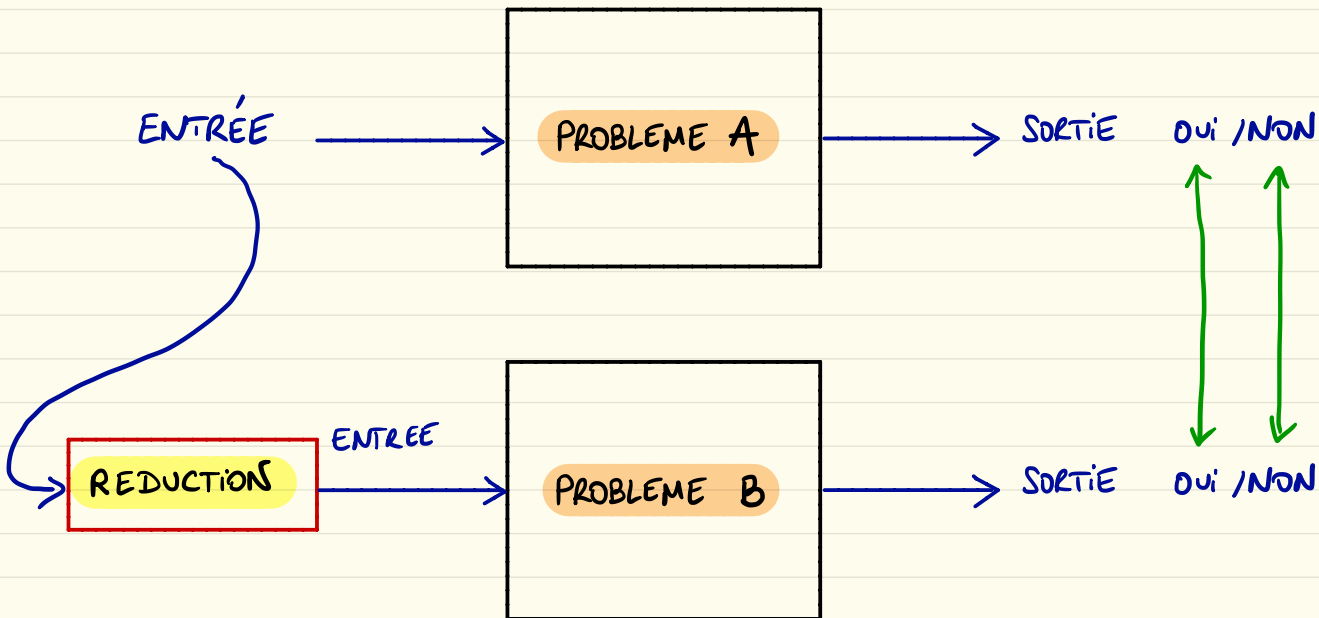 ENTRÉE PROBLEME A SORTIE OUI / NON
ENTREE
REDUCTION PROBLEME B SORTIE OUI / NON